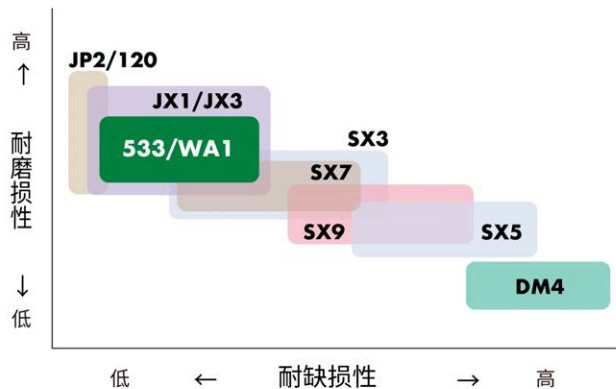 高
↑
耐磨损性
↓
低
JP2/120
JX1/JX3
533/WA1
SX3
SX7
SX9
SX5
DM4
低 ← 耐缺损性 → 高